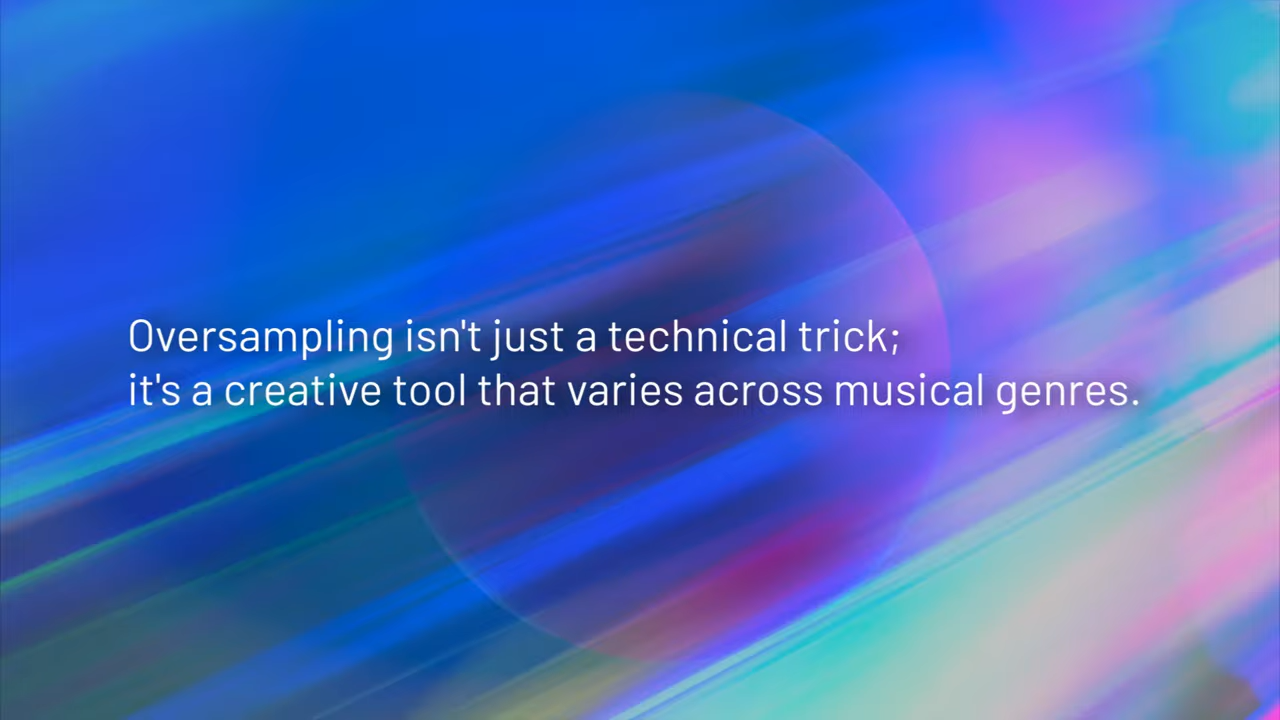 Oversampling isn't just a technical trick;
it's a creative tool that varies across musical genres.